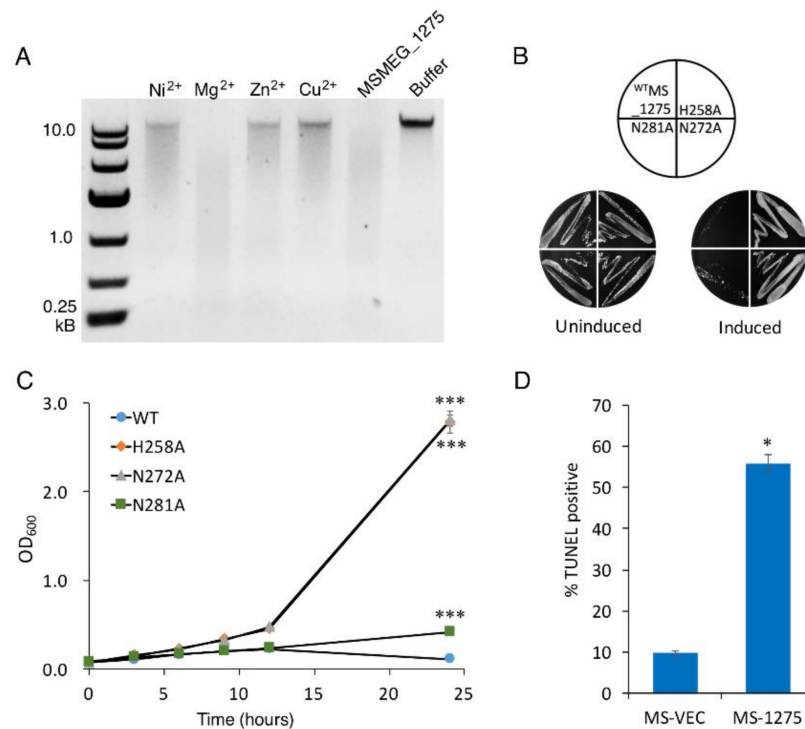 A
Ni2+ Mg2+ Zn2+ Cu2+ MSMEG_1275 Buffer
10.0
1.0
0.25
kB
B
WTMS
_1275 H258A
N281A N272A
Uninduced Induced
C
WT
H258A
N272A
N281A
***
***
***
OD600
3.0
2.0
1.0
0.0
0 5 10 15 20 25
Time (hours)
D
% TUNEL positive
70
60
50
40
30
20
10
0
*
MS-VEC MS-1275